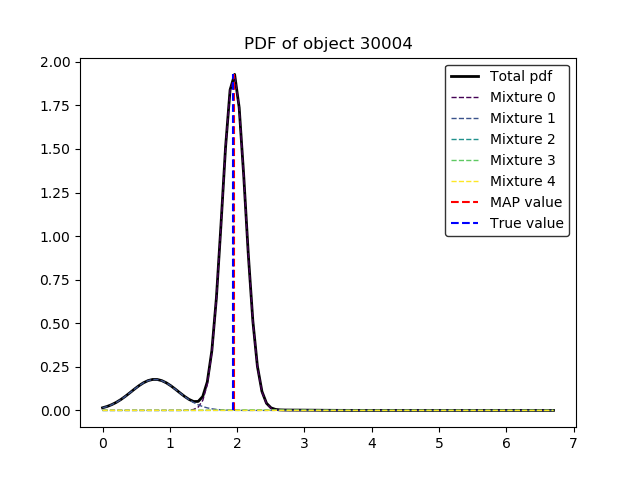 PDF of object 30004
2.00
1.75
1.50
1.25
1.00
0.75
0.50
0.25
0.00
Total pdf
Mixture 0
Mixture 1
Mixture 2
Mixture 3
Mixture 4
MAP value
True value
0 1 2 3 4 5 6 7